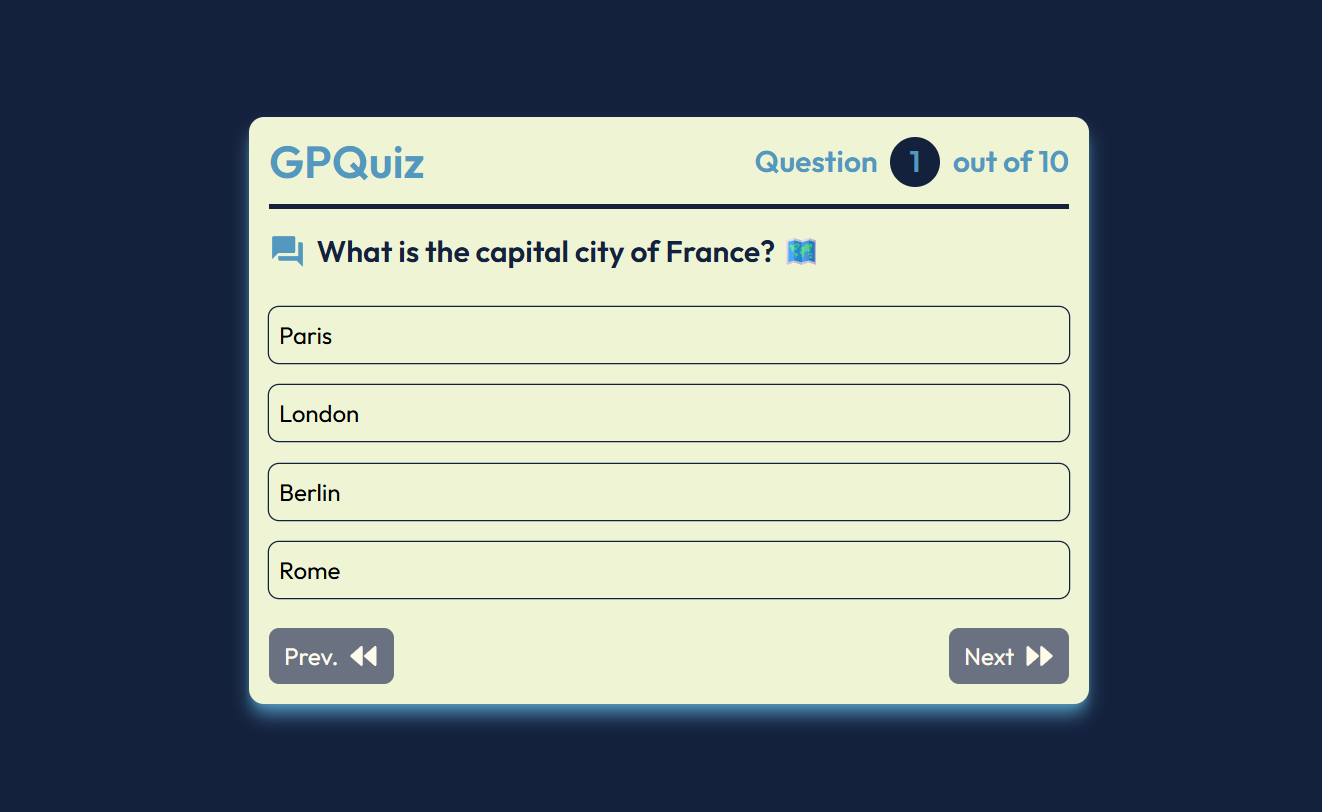 GPQuiz
Question 1 out of 10
What is the capital city of France?
Paris
London
Berlin
Rome
Prev.
Next